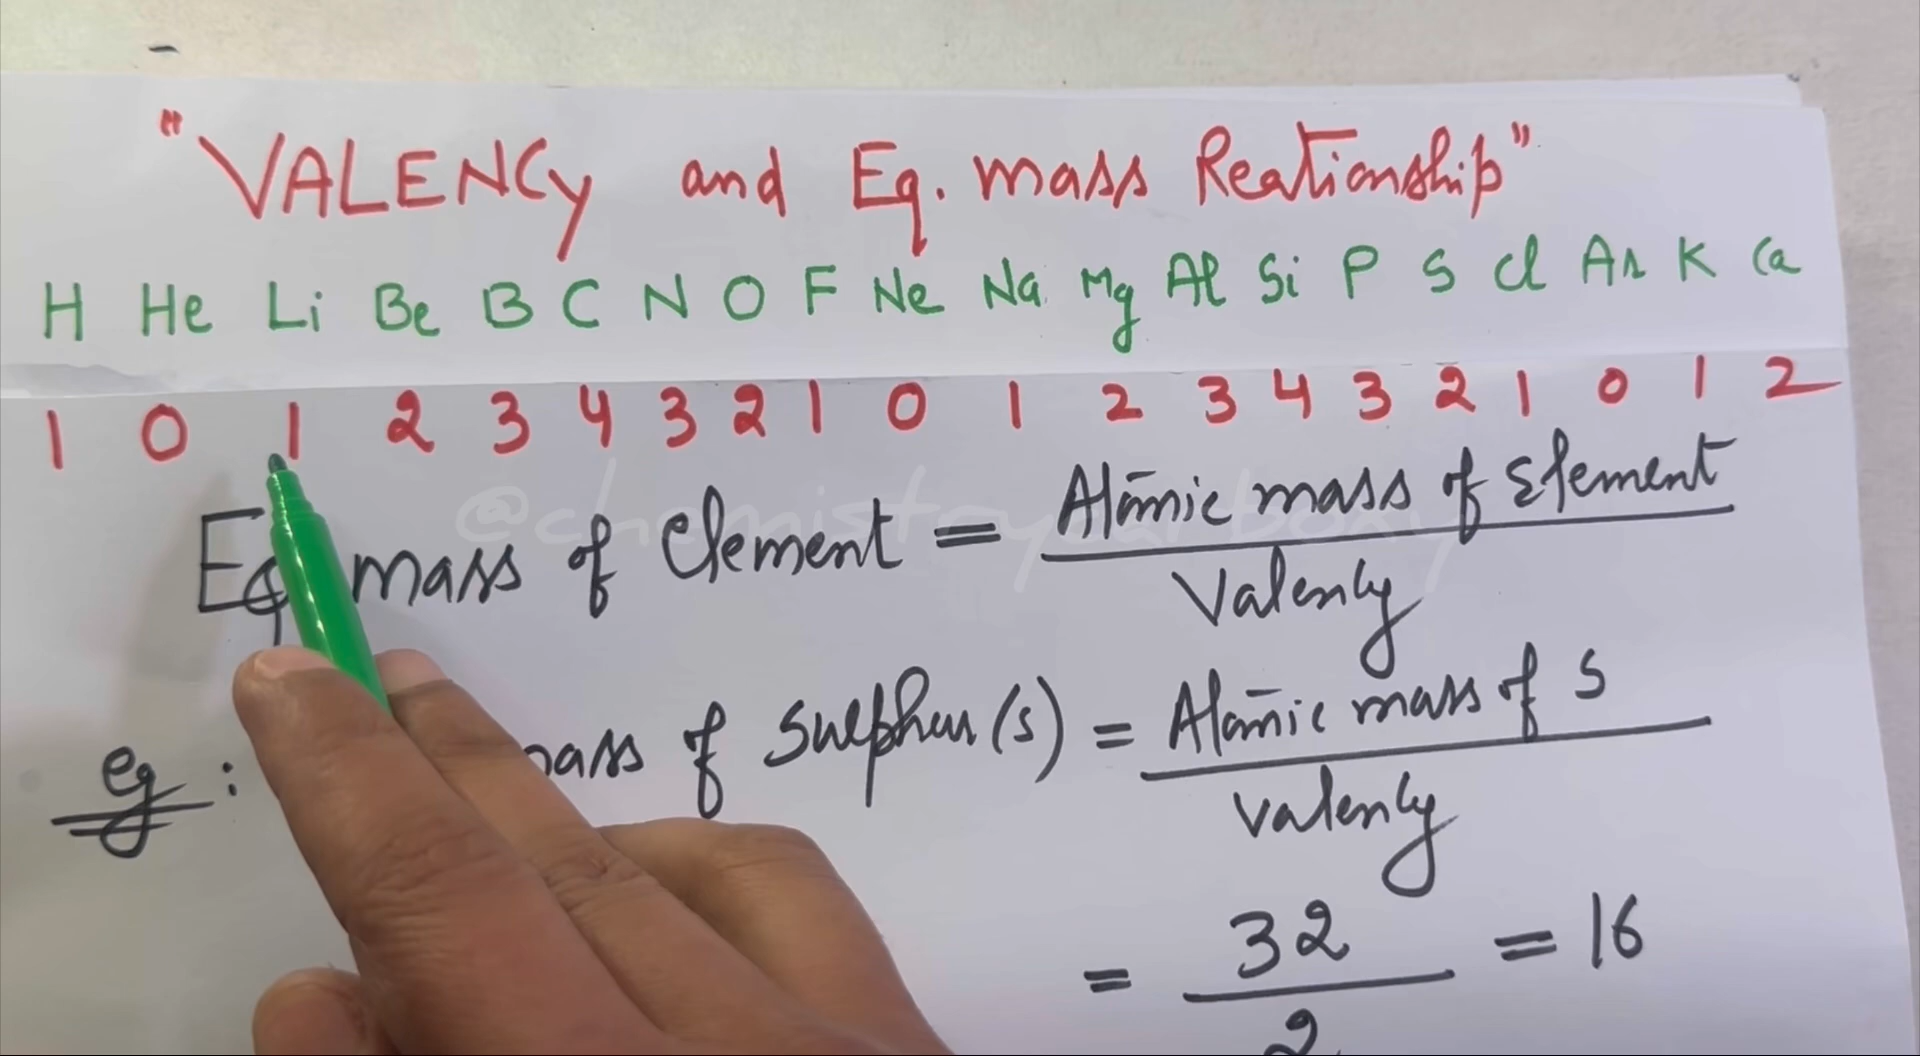 "VALENCY and Eq. mass Reationship"
H He Li Be B C N O F Ne Na Mg Al Si P S Cl Ar K Ca
1 0 1 2 3 4 3 2 1 0 1 2 3 4 3 2 1 0 1 2
Eq mass of Element = Atomic mass of Element
Valency
eg : mass of Sulphur (s) = Atomic mass of S
Valency
= 32 = 16
2